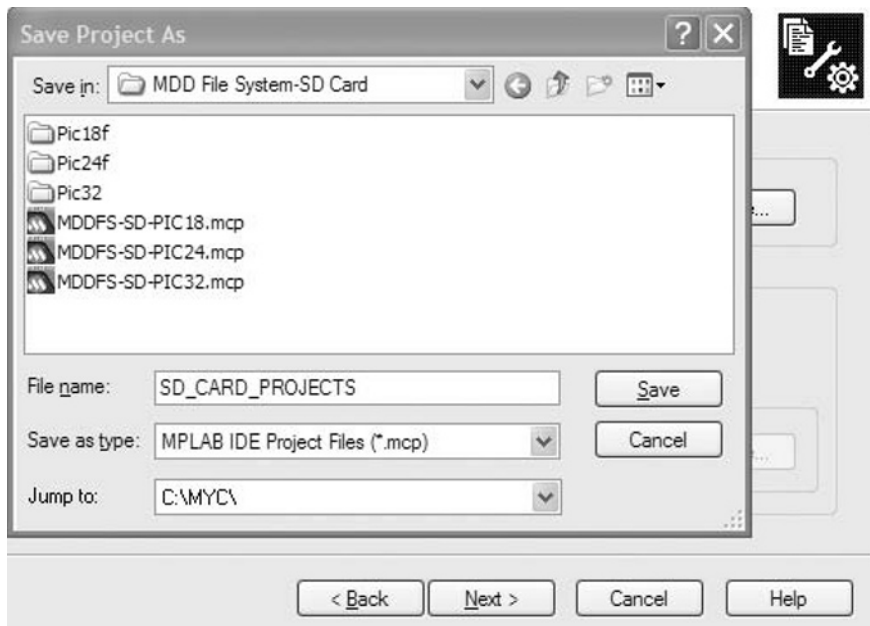 Save Project As
Save in: MDD File System-SD Card
Pic18f
Pic24f
Pic32
MDDFS-SD-PIC18.mcp
MDDFS-SD-PIC24.mcp
MDDFS-SD-PIC32.mcp
File name: SD_CARD_PROJECTS Save
Save as type: MPLAB IDE Project Files (*.mcp) Cancel
Jump to: C:\MYC\
< Back Next > Cancel Help